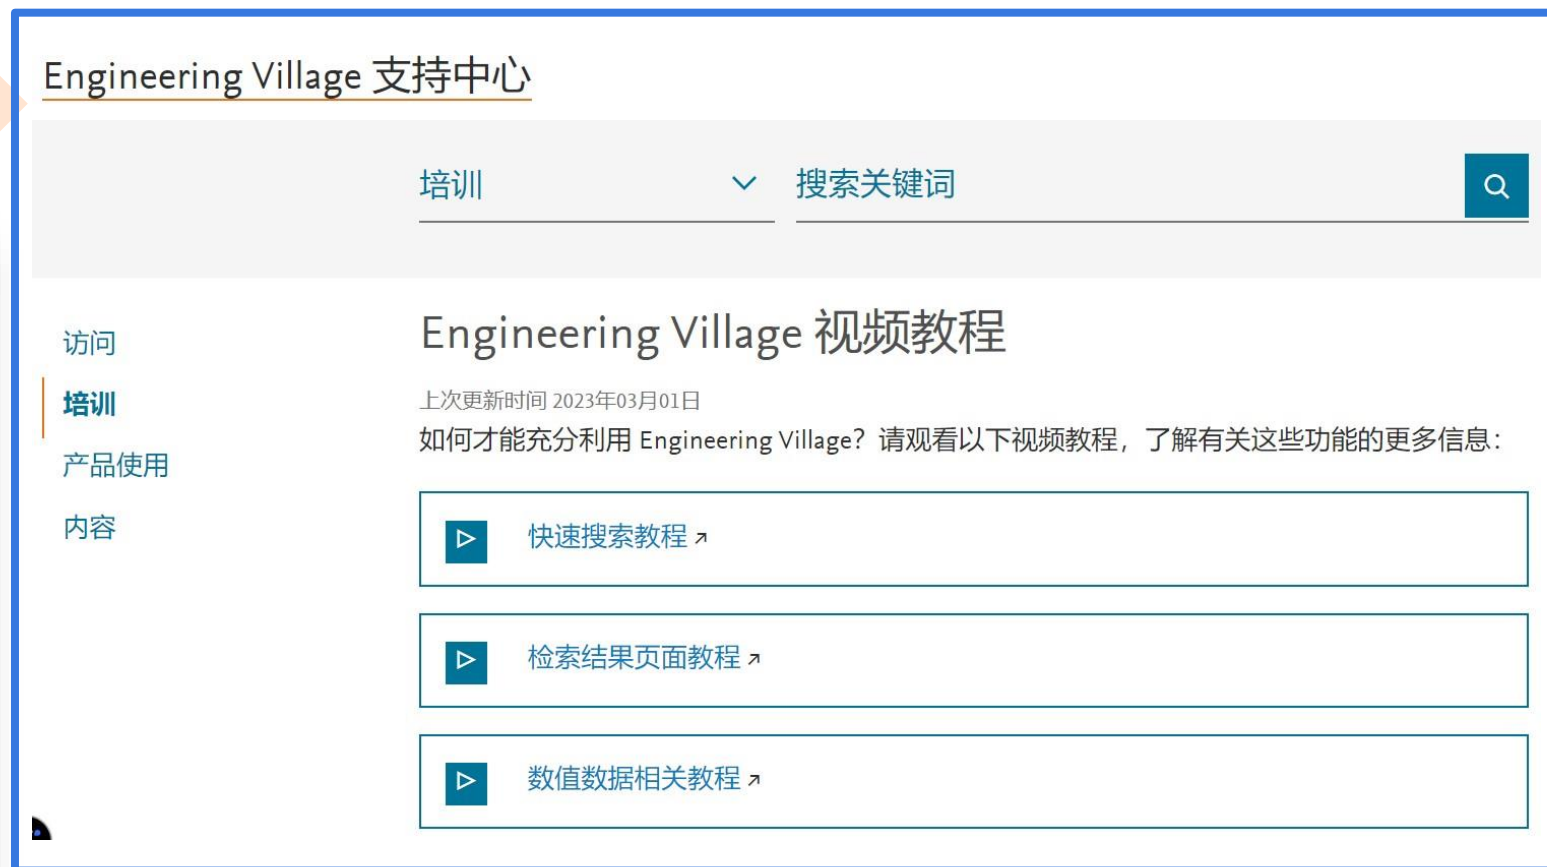 Engineering Village 支持中心
培训
搜索关键词
访问
培训
产品使用
内容
Engineering Village 视频教程
上次更新时间 2023年03月01日
如何才能充分利用 Engineering Village？请观看以下视频教程，了解有关这些功能的更多信息：
快速搜索教程
检索结果页面教程
数值数据相关教程